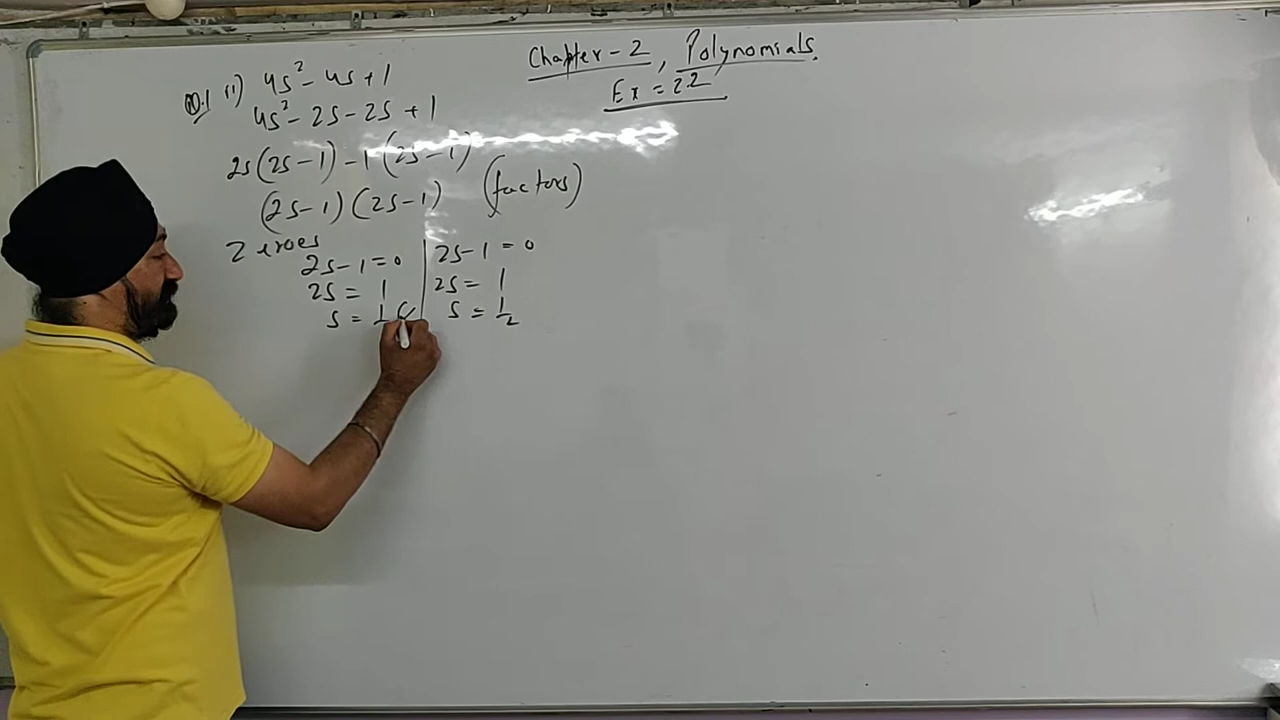 Chapter-2, Polynomials.
Ex = 2.2
Q.1 ii) 4s² - 4s + 1
4s² - 2s - 2s + 1
2s(2s-1) - 1(2s-1)
(2s-1)(2s-1) (factors)
Zeroes
2s-1=0 | 2s-1=0
2s = 1 | 2s = 1
s = 1 | s = 1/2